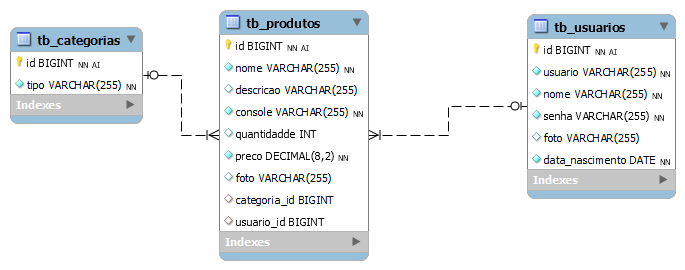 tb_categorias
id BIGINT NN AI
tipo VARCHAR(255) NN
Indexes
tb_produtos
id BIGINT NN AI
nome VARCHAR(255) NN
descricao VARCHAR(255)
console VARCHAR(255) NN
quantidadde INT
preco DECIMAL(8,2) NN
foto VARCHAR(255)
categoria_id BIGINT
usuario_id BIGINT
Indexes
tb_usuarios
id BIGINT NN AI
usuario VARCHAR(255) NN
nome VARCHAR(255) NN
senha VARCHAR(255) NN
foto VARCHAR(255)
data_nascimento DATE NN
Indexes